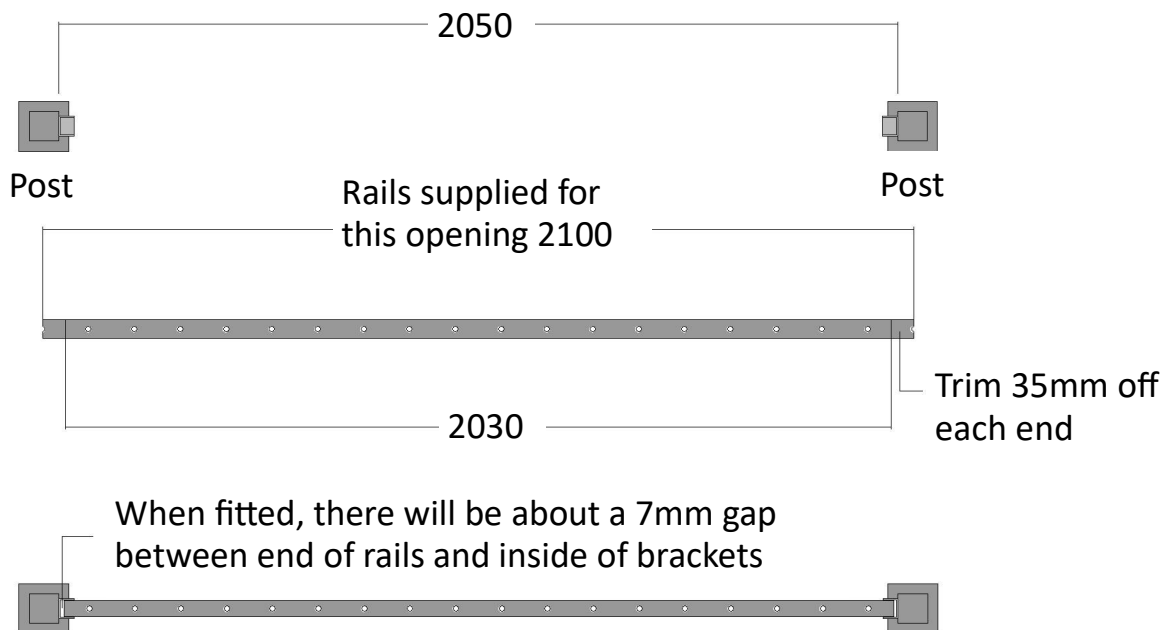 2050
Post
Post
Rails supplied for
this opening 2100
Trim 35mm off
each end
2030
When fitted, there will be about a 7mm gap
between end of rails and inside of brackets